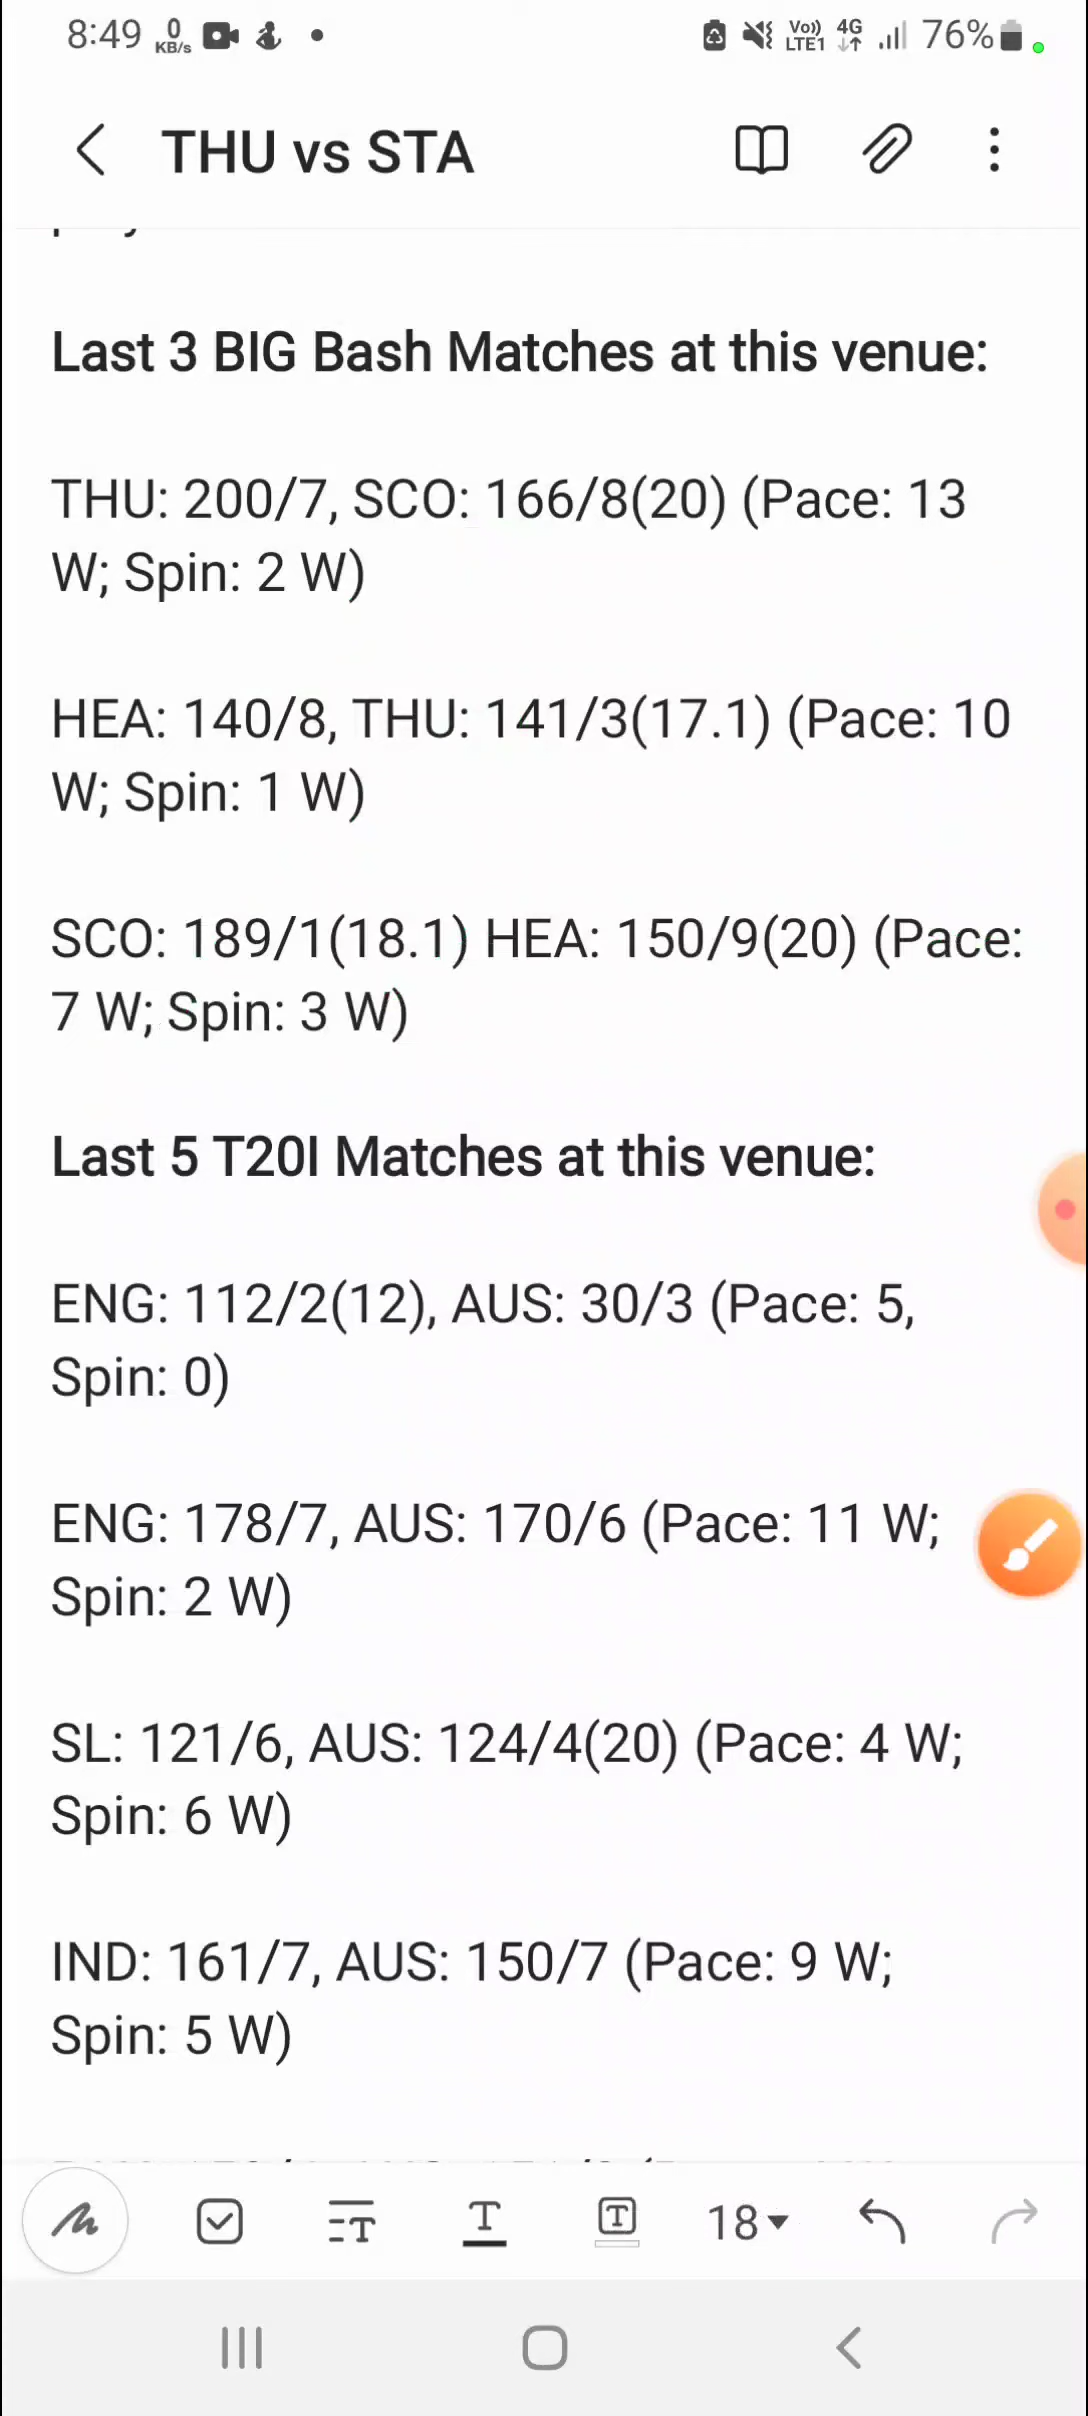 8:49 0 KB/s Vo)) LTE1 4G 76%
THU vs STA
Last 3 BIG Bash Matches at this venue:
THU: 200/7, SCO: 166/8(20) (Pace: 13
W; Spin: 2 W)
HEA: 140/8, THU: 141/3(17.1) (Pace: 10
W; Spin: 1 W)
SCO: 189/1(18.1) HEA: 150/9(20) (Pace:
7 W; Spin: 3 W)
Last 5 T20I Matches at this venue:
ENG: 112/2(12), AUS: 30/3 (Pace: 5,
Spin: 0)
ENG: 178/7, AUS: 170/6 (Pace: 11 W;
Spin: 2 W)
SL: 121/6, AUS: 124/4(20) (Pace: 4 W;
Spin: 6 W)
IND: 161/7, AUS: 150/7 (Pace: 9 W;
Spin: 5 W)
18